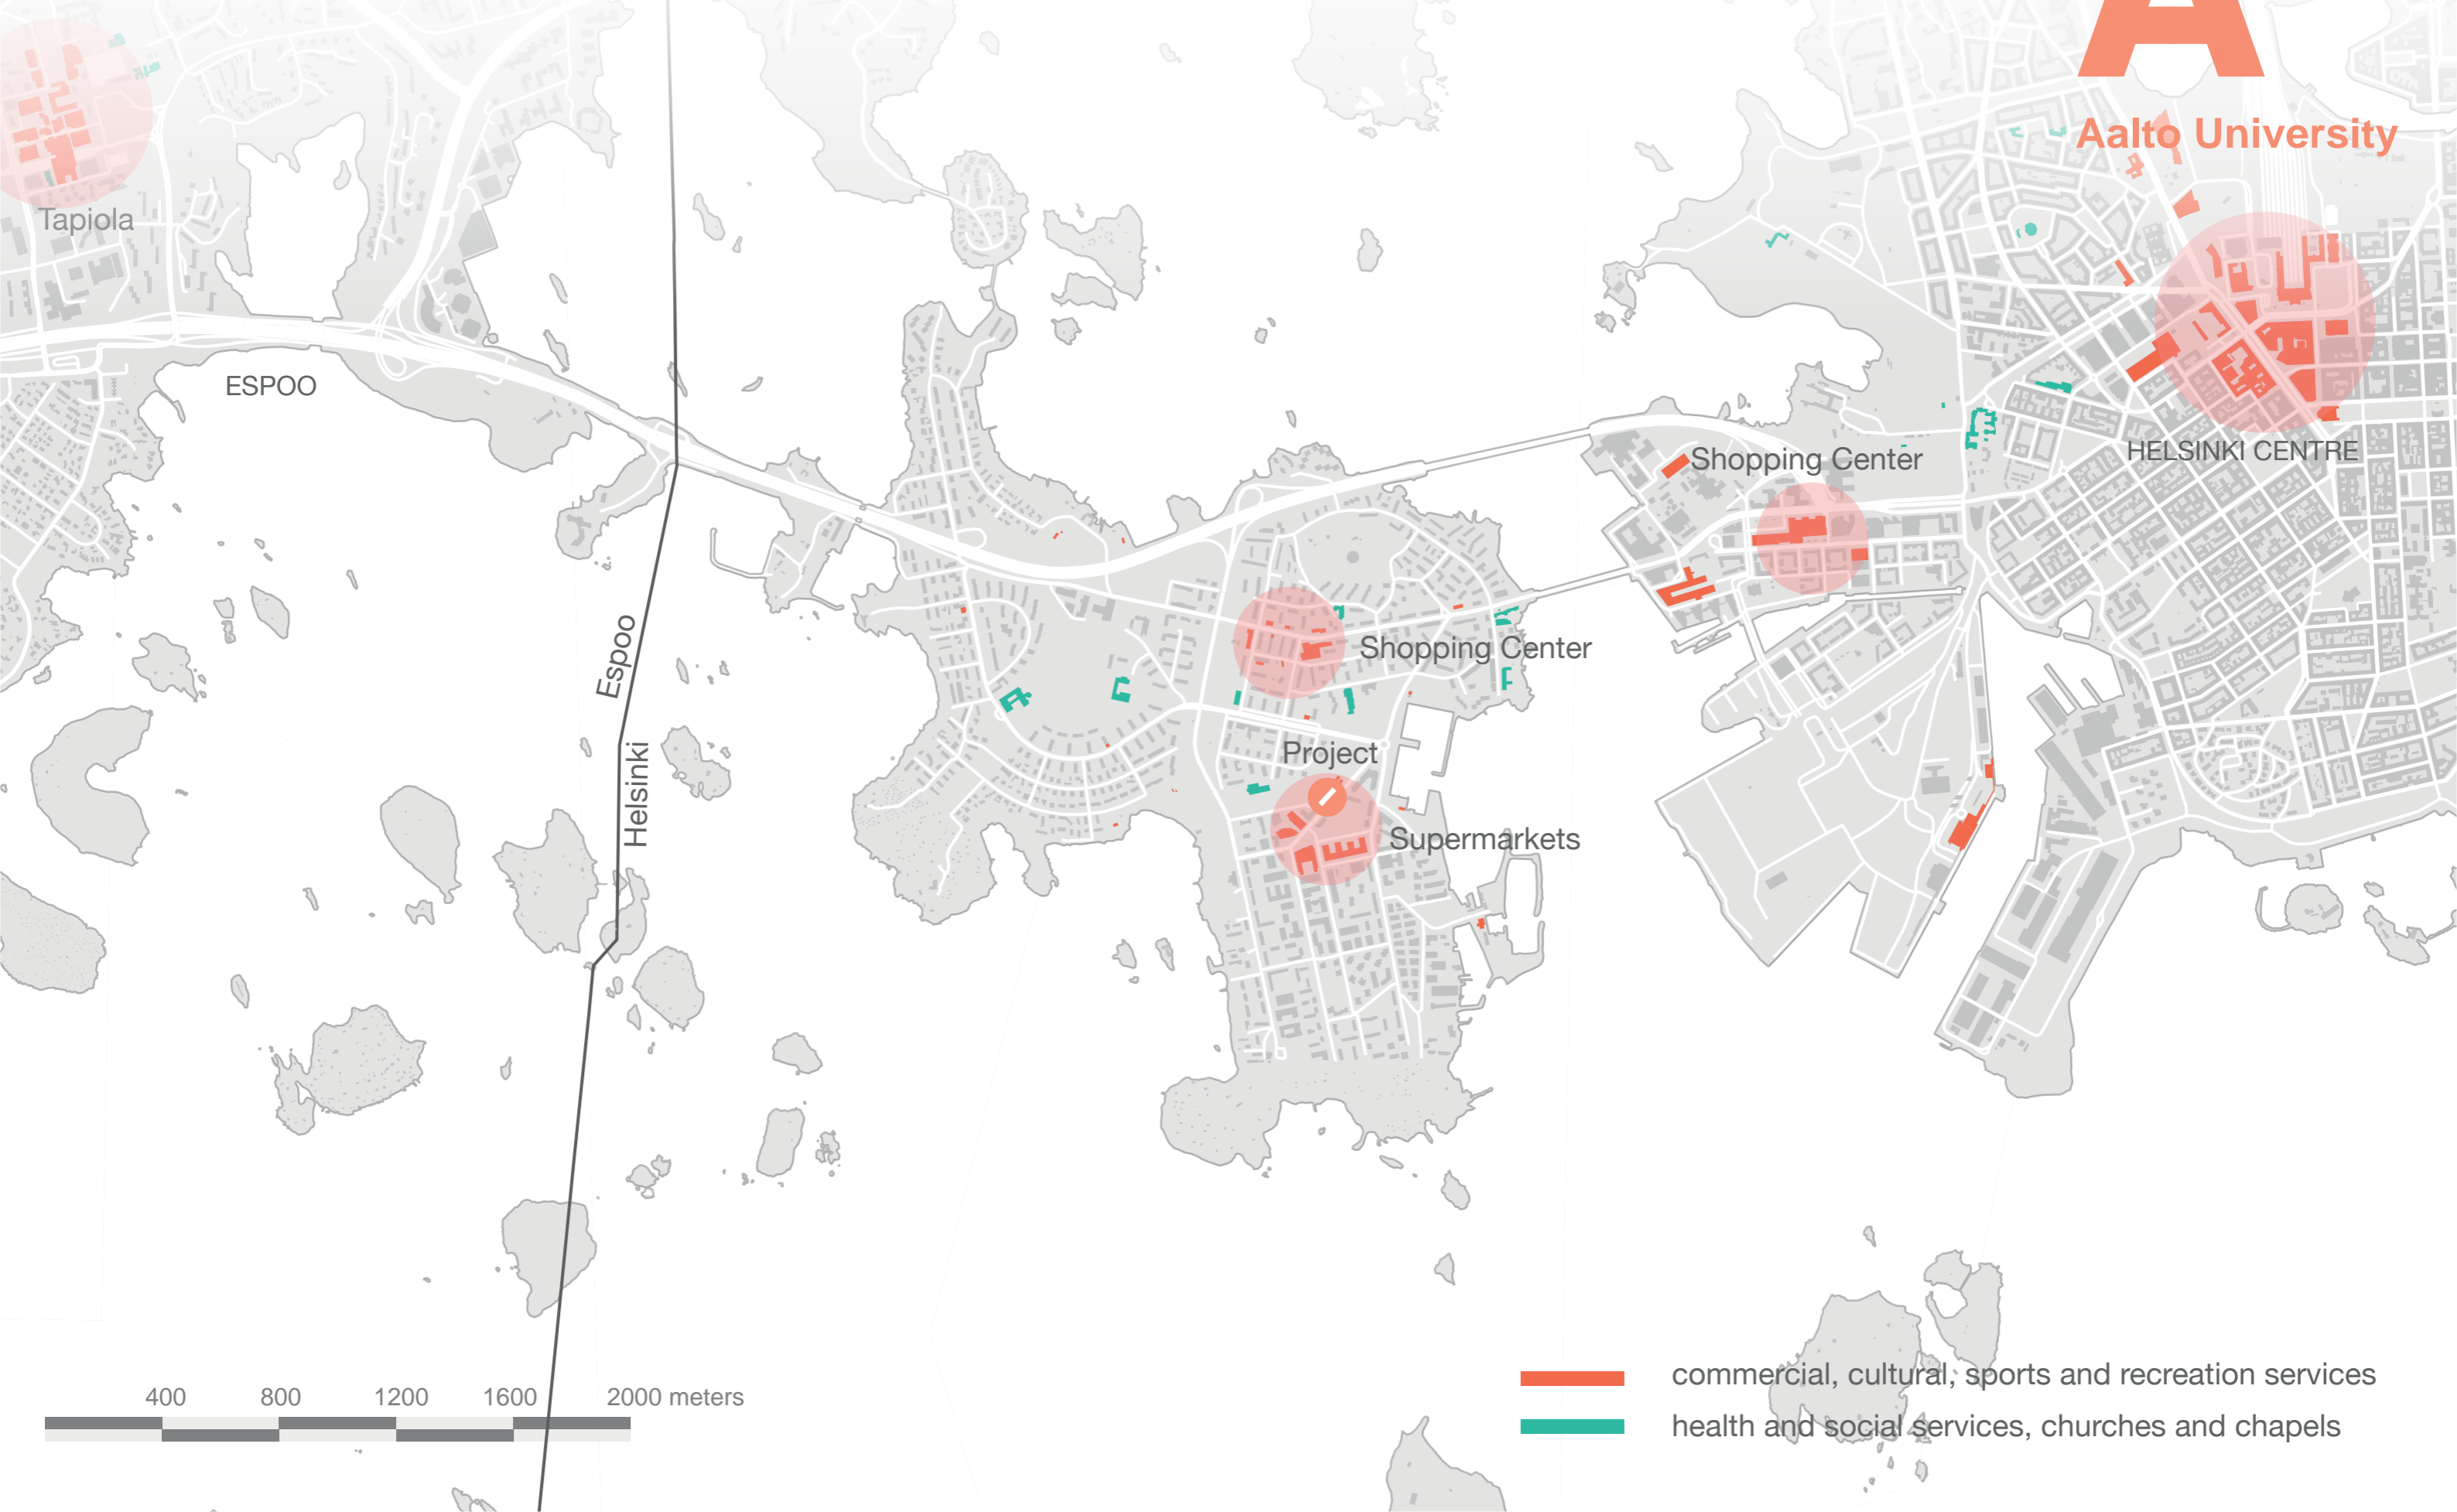 A
Aalto University
Tapiola
ESPOO
HELSINKI CENTRE
Shopping Center
Espoo
Shopping Center
Helsinki
Project
Supermarkets
400 800 1200 1600 2000 meters
commercial, cultural, sports and recreation services
health and social services, churches and chapels